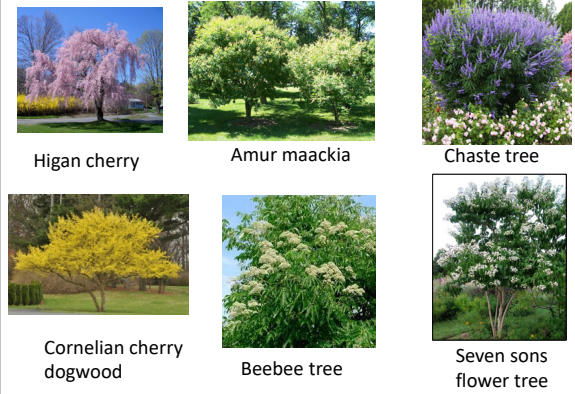 Higan cherry
Amur maackia
Chaste tree
Cornelian cherry
dogwood
Beebee tree
Seven sons
flower tree